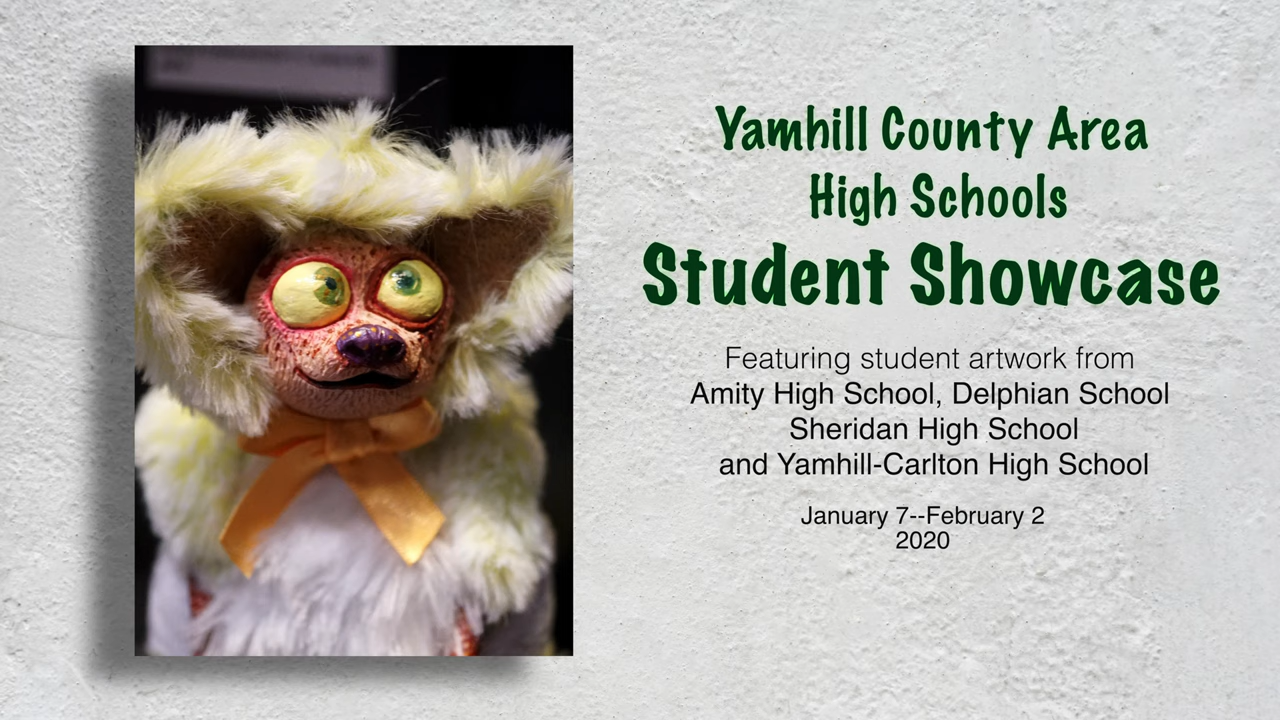 Yamhill County Area
High Schools
Student Showcase
Featuring student artwork from
Amity High School, Delphian School
Sheridan High School
and Yamhill-Carlton High School
January 7--February 2
2020